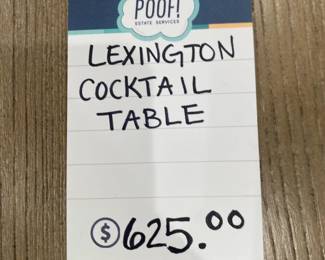 POOF!
ESTATE SERVICES
LEXINGTON
COCKTAIL
TABLE
$625.00